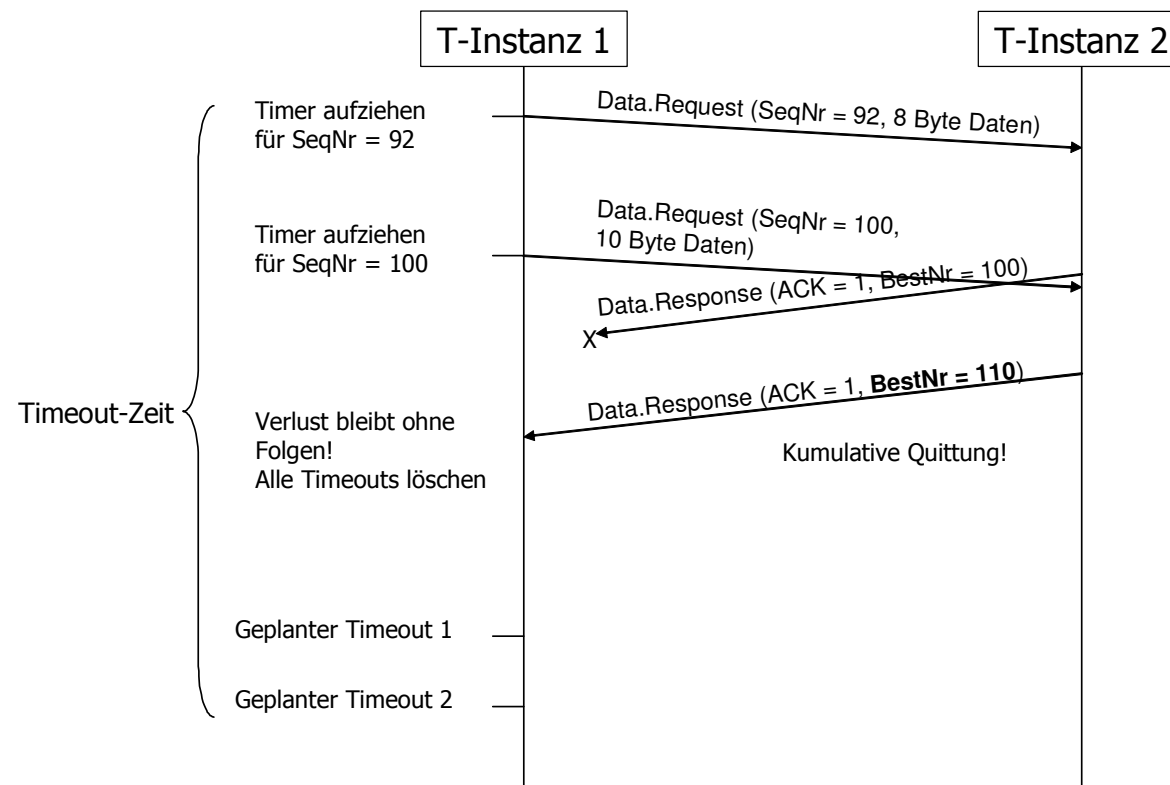 T-Instanz 1
T-Instanz 2
Timer aufziehen
für SeqNr = 92
Data.Request (SeqNr = 92, 8 Byte Daten)
Timer aufziehen
für SeqNr = 100
Data.Request (SeqNr = 100,
10 Byte Daten)
Data.Response (ACK = 1, BestNr = 100)
X
Data.Response (ACK = 1, BestNr = 110)
Timeout-Zeit
Verlust bleibt ohne
Folgen!
Alle Timeouts löschen
Kumulative Quittung!
Geplanter Timeout 1
Geplanter Timeout 2